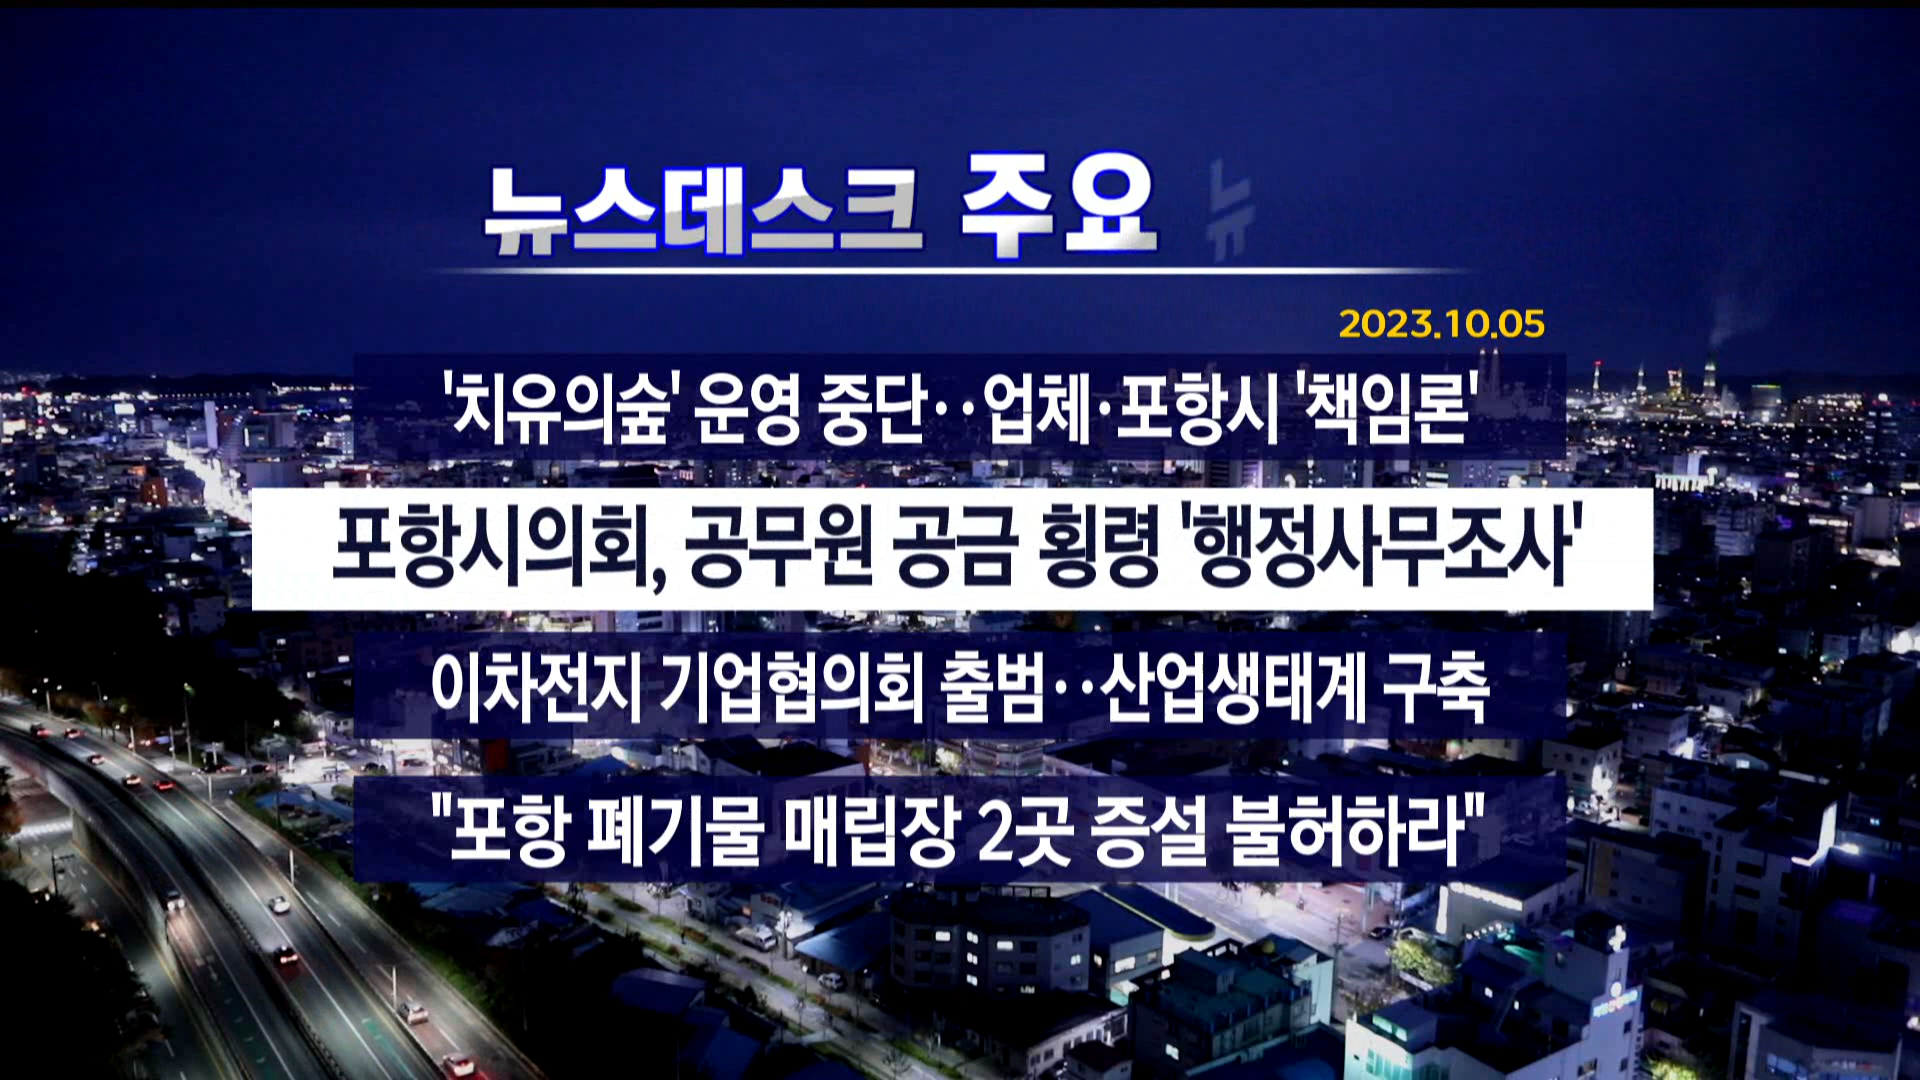 뉴스데스크 주요 뉴
2023.10.05
'치유의숲' 운영 중단··업체·포항시 '책임론'
포항시의회, 공무원 공금 횡령 '행정사무조사'
이차전지 기업협의회 출범··산업생태계 구축
"포항 폐기물 매립장 2곳 증설 불허하라"